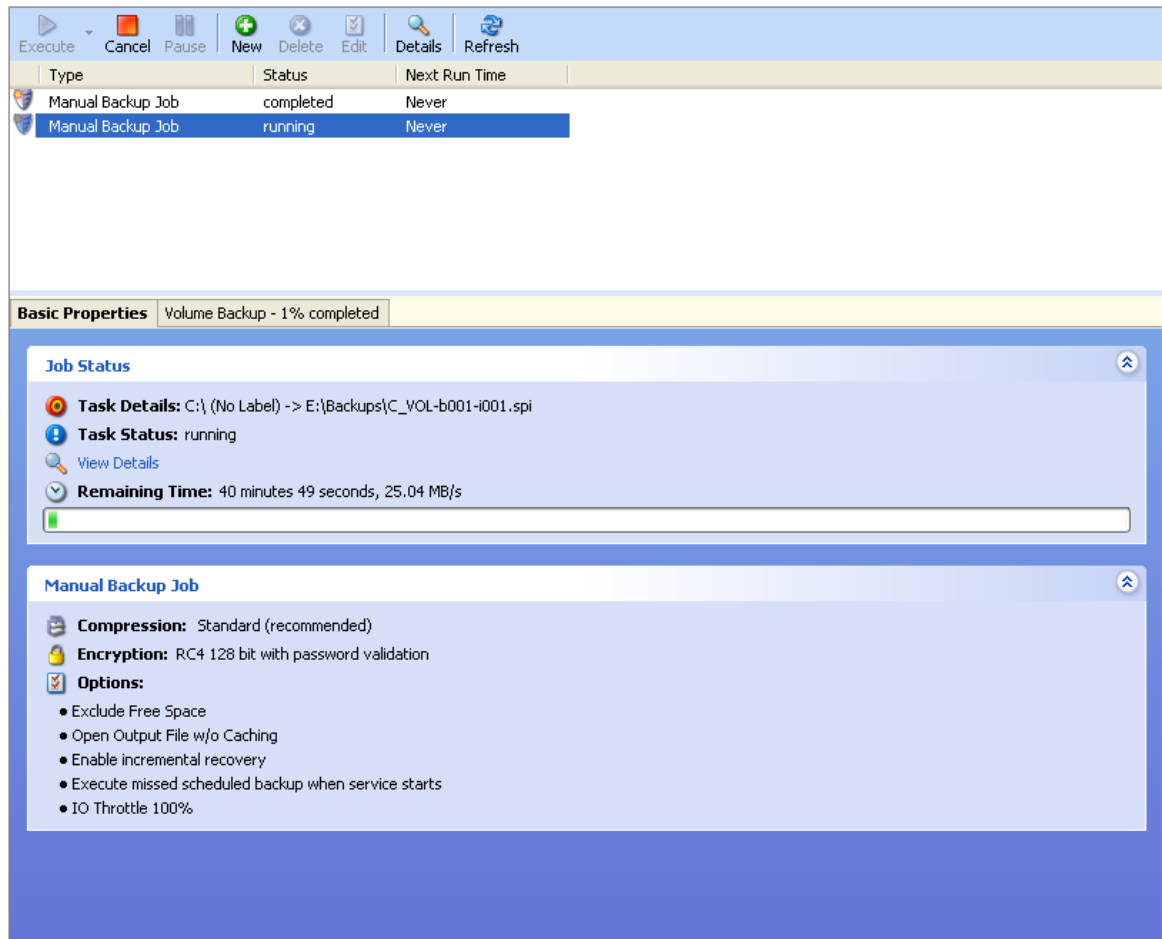 Execute Cancel Pause New Delete Edit Details Refresh
Type Status Next Run Time
Manual Backup Job completed Never
Manual Backup Job running Never
Basic Properties Volume Backup - 1% completed
Job Status
Task Details: C:\ (No Label) -> E:\Backups\C_VOL-b001-i001.spi
Task Status: running
View Details
Remaining Time: 40 minutes 49 seconds, 25.04 MB/s
Manual Backup Job
Compression: Standard (recommended)
Encryption: RC4 128 bit with password validation
Options:
• Exclude Free Space
• Open Output File w/o Caching
• Enable incremental recovery
• Execute missed scheduled backup when service starts
• IO Throttle 100%